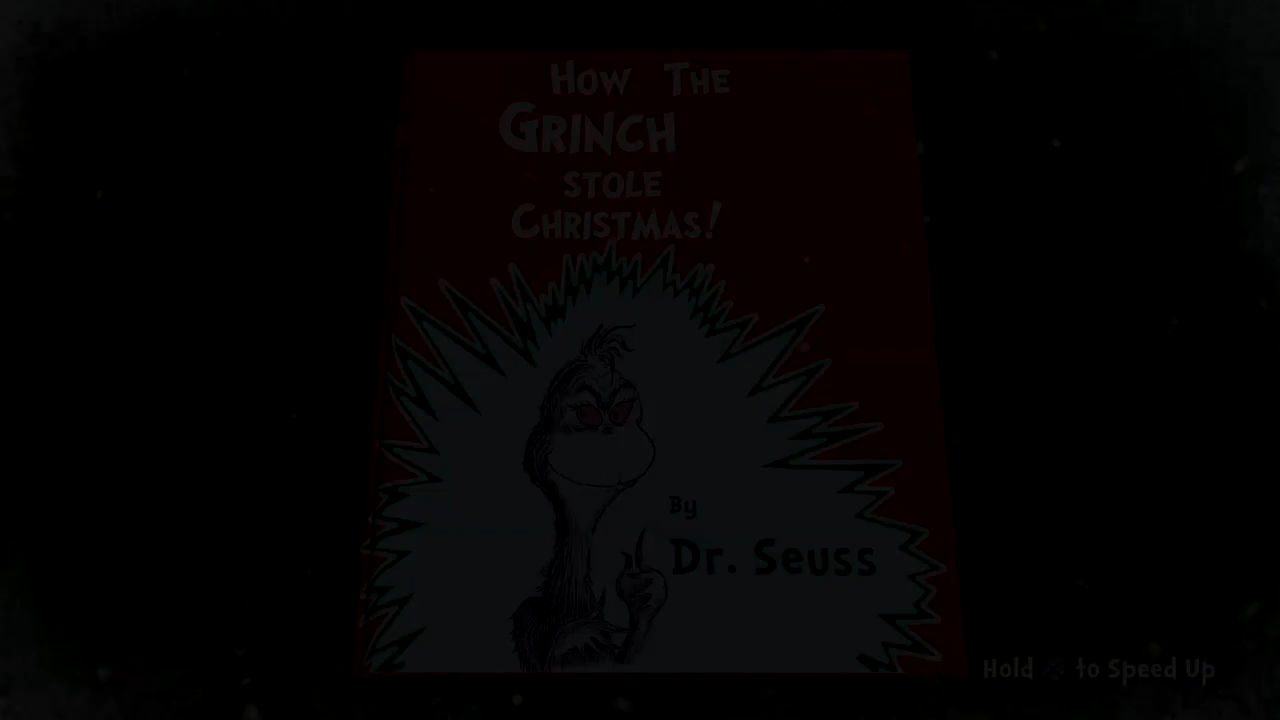 How The
Grinch
stole
Christmas!
By
Dr. Seuss
Hold to Speed Up